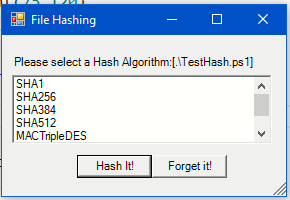 File Hashing
Please select a Hash Algorithm:[.\TestHash.ps1]
SHA1
SHA256
SHA384
SHA512
MACTripleDES
Hash It! Forget it!